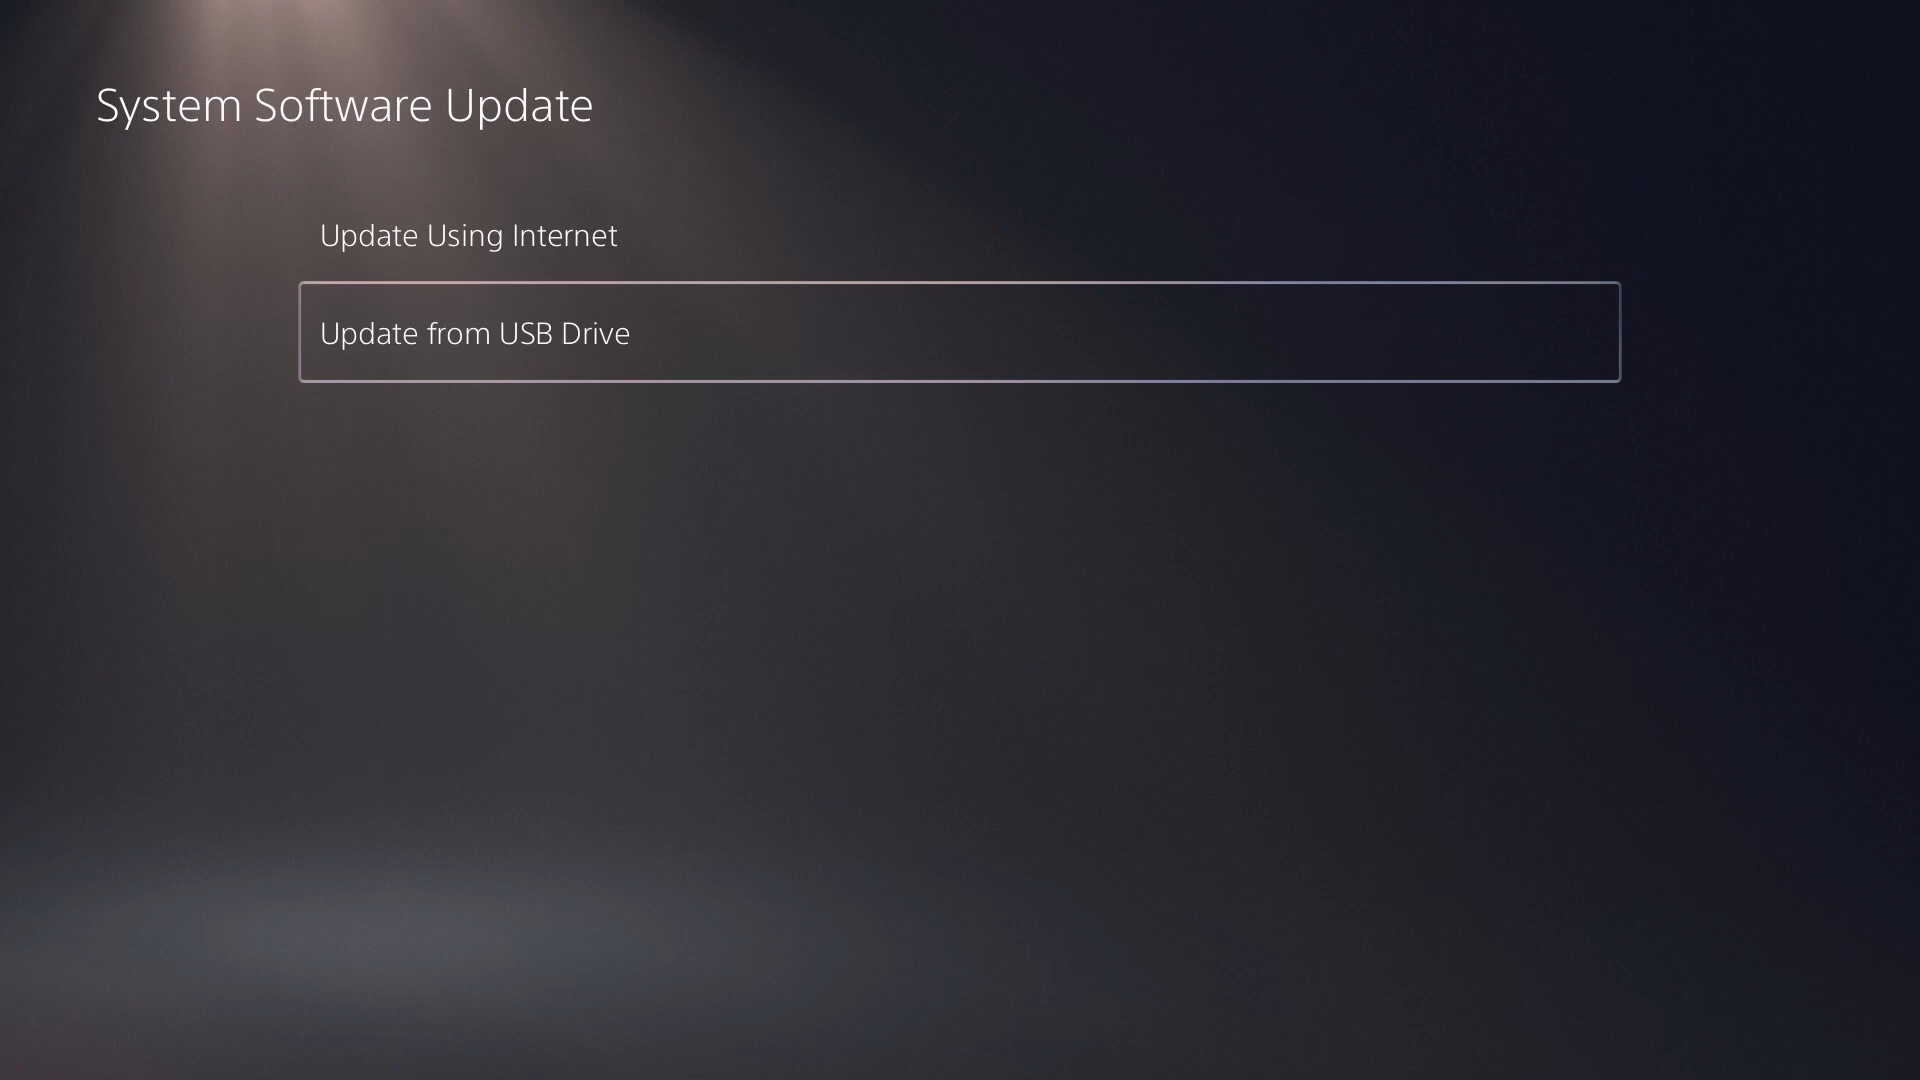 System Software Update
Update Using Internet
Update from USB Drive